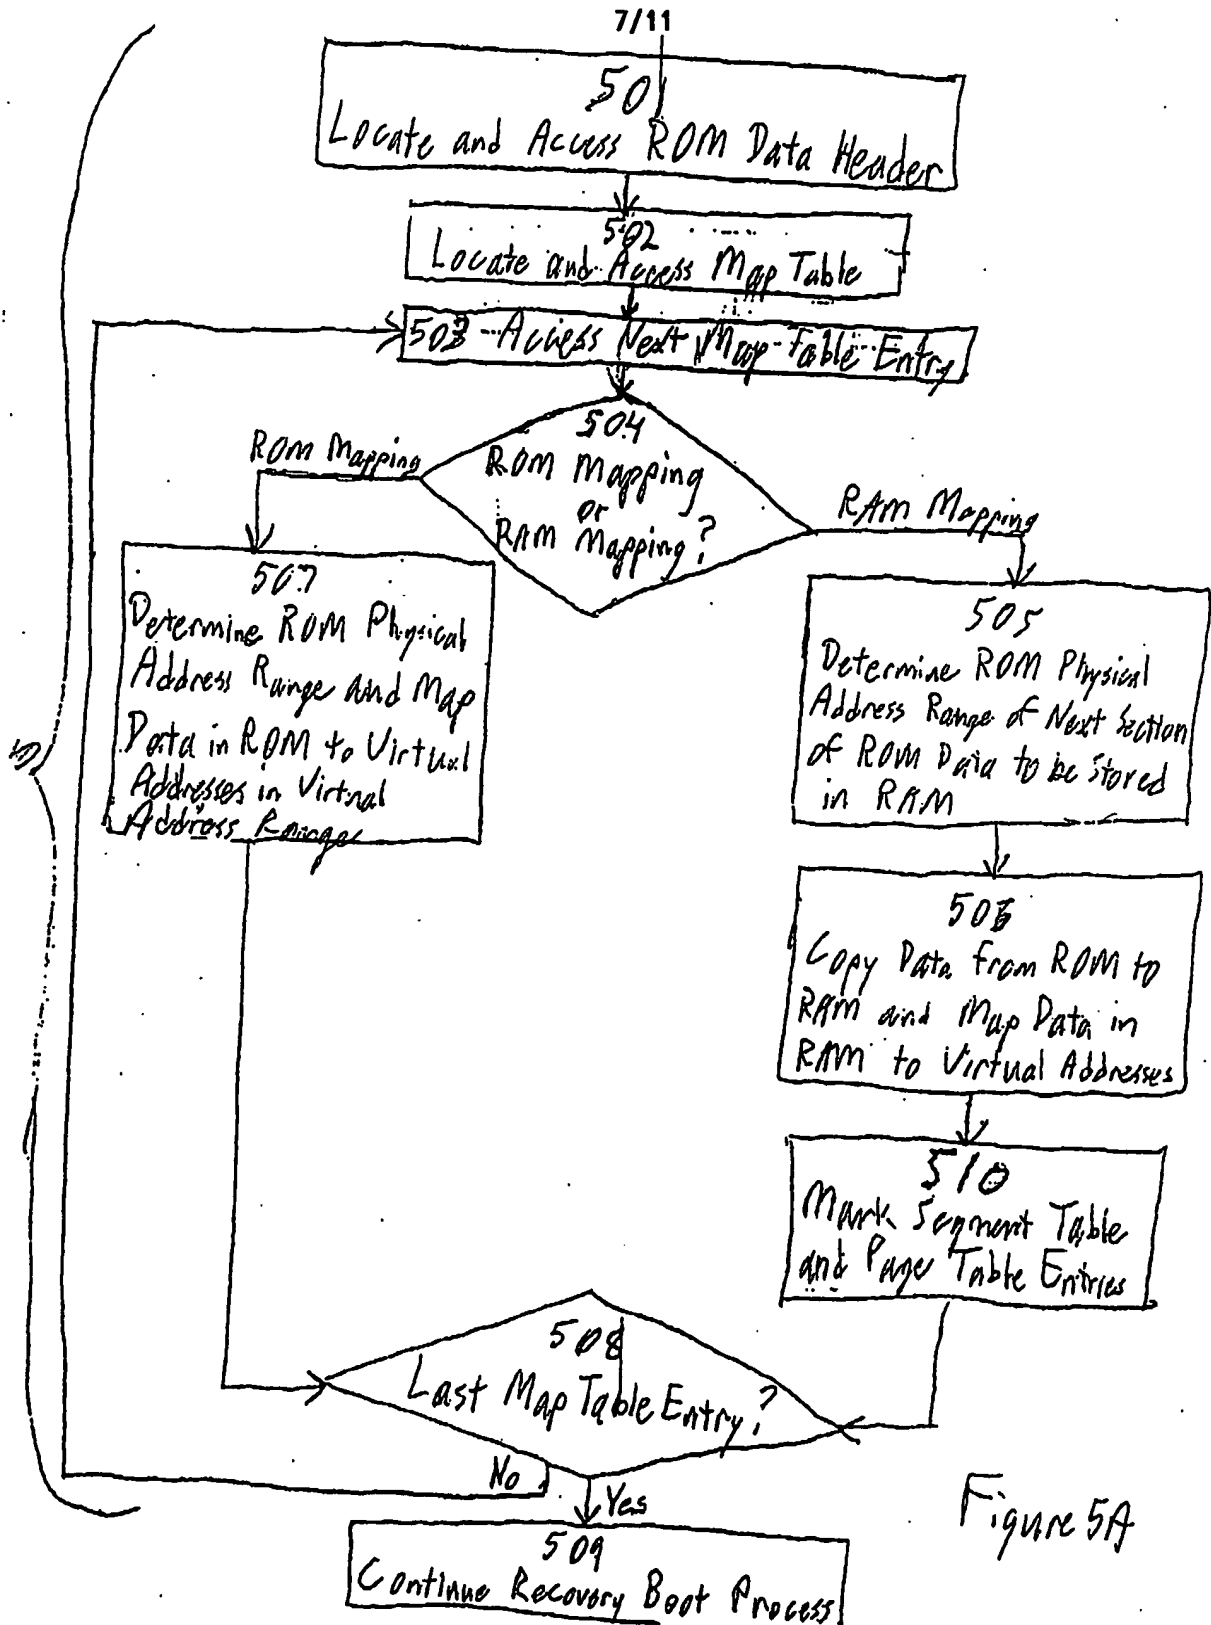 7/11
501
Locate and Access ROM Data Header
502
Locate and Access Map Table
503 Access Next Map Table Entry
504
ROM Mapping
or
RAM Mapping?
ROM Mapping
RAM Mapping
507
Determine ROM Physical
Address Range and Map
Data in ROM to Virtual
Addresses in Virtual
Address Range
505
Determine ROM Physical
Address Range of Next Section
of ROM Data to be Stored
in RAM
506
Copy Data from ROM to
RAM and Map Data in
RAM to Virtual Addresses
510
Mark Segment Table
and Page Table Entries
508
Last Map Table Entry?
No
Yes
509
Continue Recovery Boot Process
Figure 5A